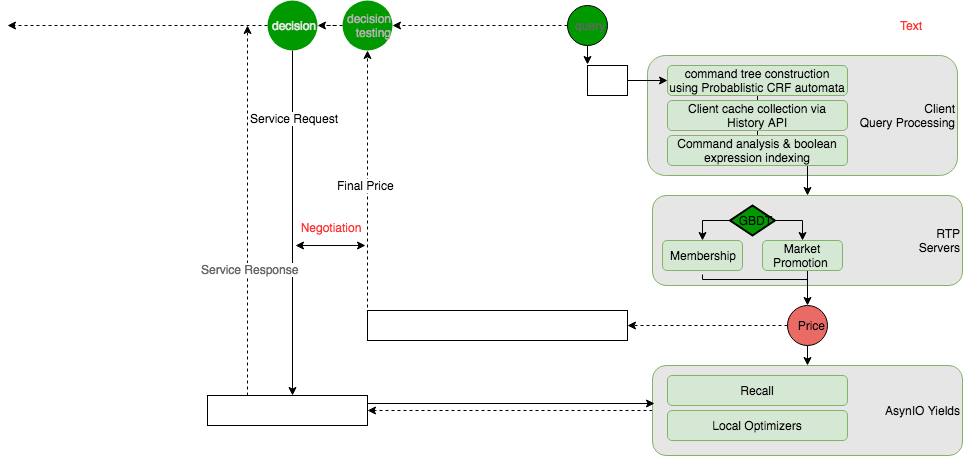 decision
decision
testing
query
Text
command tree construction
using Probablistic CRF automata
Client cache collection via
History API
Command analysis & boolean
expression indexing
Client
Query Processing
Service Request
Final Price
Negotiation
Service Response
GBDT
Membership
Market
Promotion
RTP
Servers
Price
Recall
Local Optimizers
AsynIO Yields